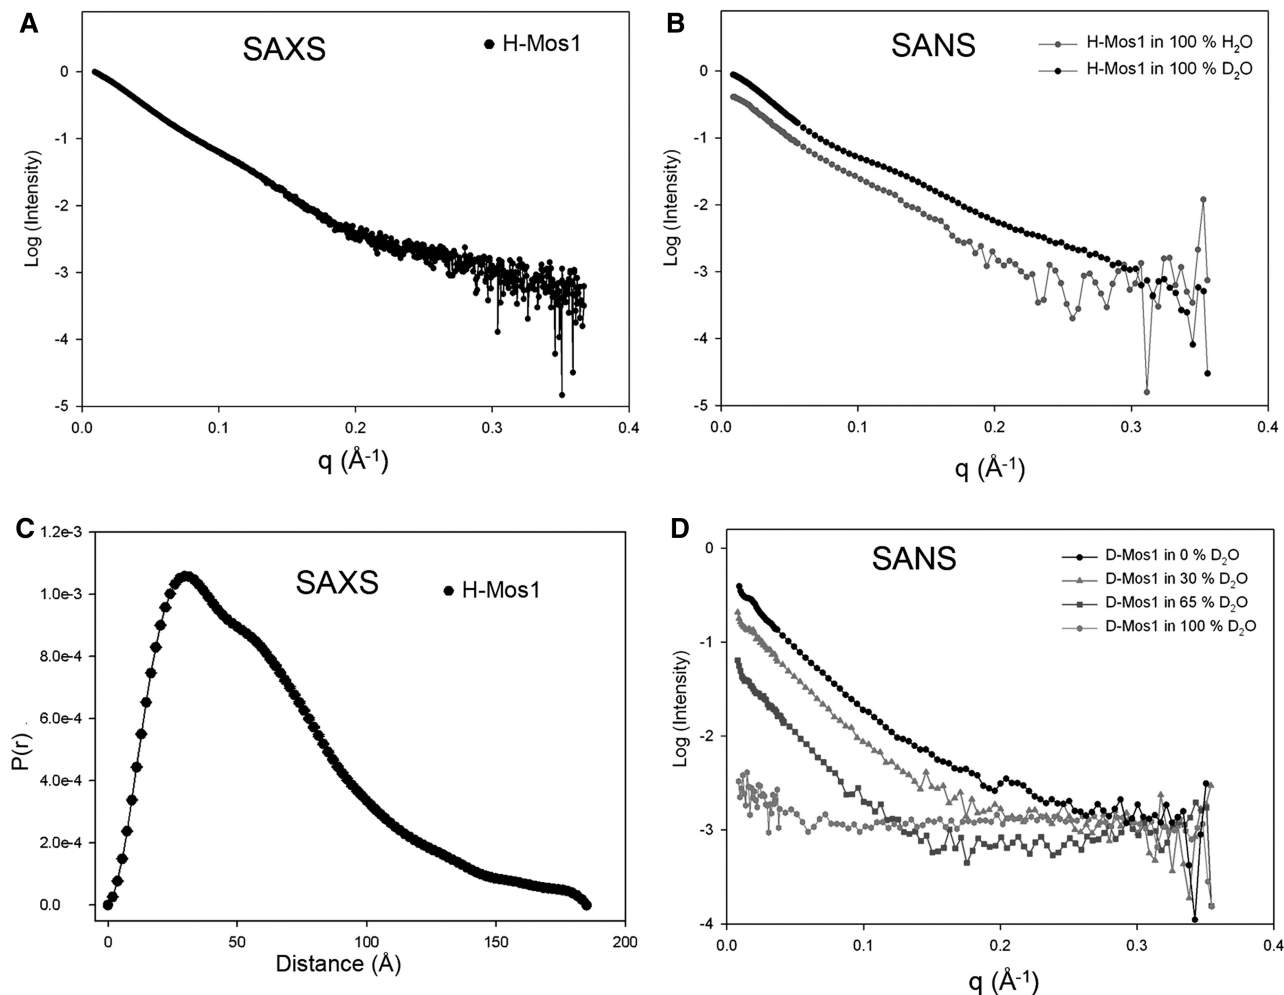 A
SAXS
H-Mos1
0
-1
-2
-3
-4
-5
Log (Intensity)
0.0 0.1 0.2 0.3 0.4
q (Å-1)
B
SANS
H-Mos1 in 100 % H2O
H-Mos1 in 100 % D2O
0
-1
-2
-3
-4
-5
Log (Intensity)
0.0 0.1 0.2 0.3 0.4
q (Å-1)
C
SAXS
H-Mos1
1.2e-3
1.0e-3
8.0e-4
6.0e-4
4.0e-4
2.0e-4
0.0
P(r)
0 50 100 150 200
Distance (Å)
D
SANS
D-Mos1 in 0 % D2O
D-Mos1 in 30 % D2O
D-Mos1 in 65 % D2O
D-Mos1 in 100 % D2O
0
-1
-2
-3
-4
Log (Intensity)
0.0 0.1 0.2 0.3 0.4
q (Å-1)